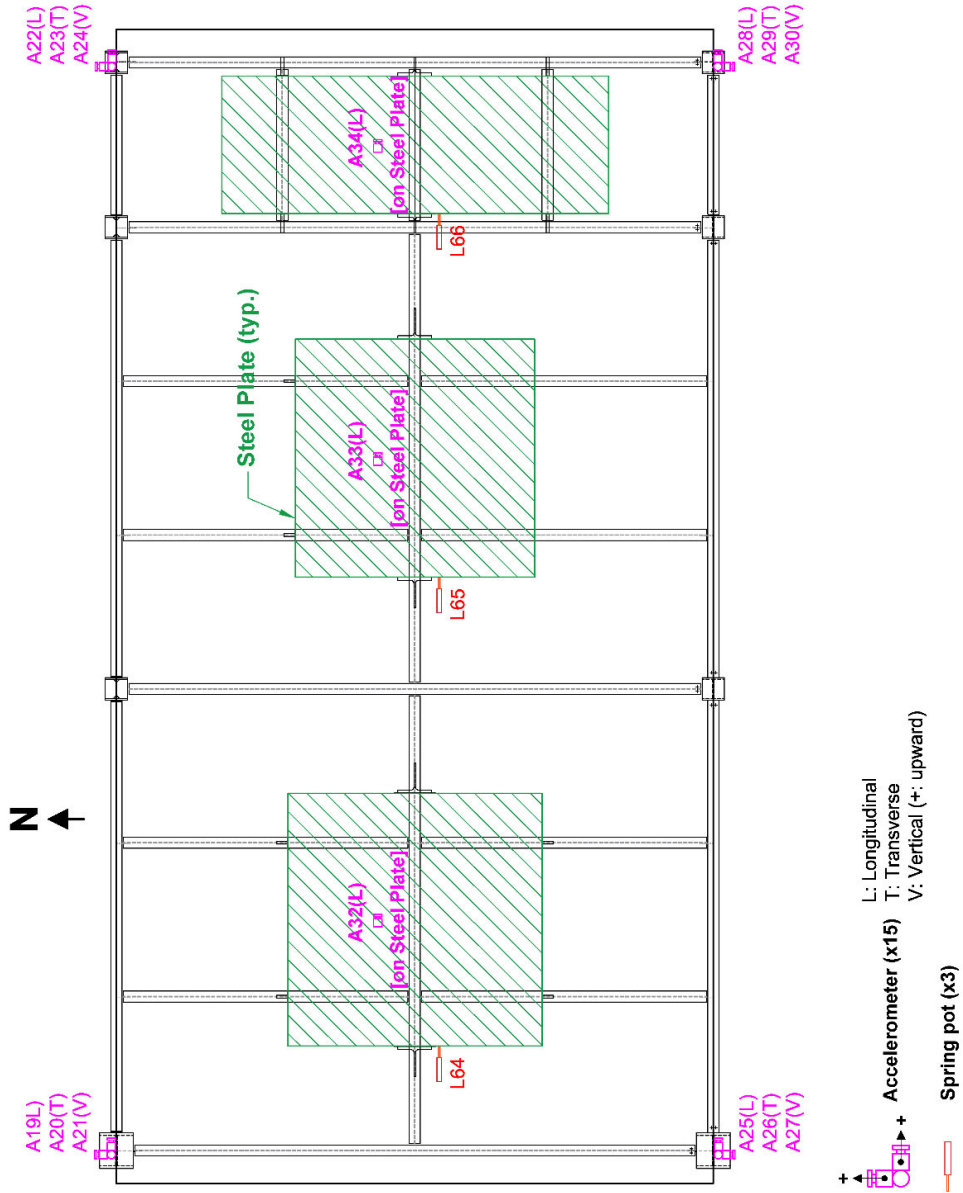 A22(L)
A23(T)
A24(V)
A28(L)
A29(T)
A30(V)
A34(L)
[on Steel Plate]
L66
Steel Plate (typ.)
A33(L)
[on Steel Plate]
L65
N
A32(L)
[on Steel Plate]
L64
A19L)
A20(T)
A21(V)
A25(L)
A26(T)
A27(V)
L: Longitudinal
T: Transverse
V: Vertical (+: upward)
+
+
Accelerometer (x15)
Spring pot (x3)